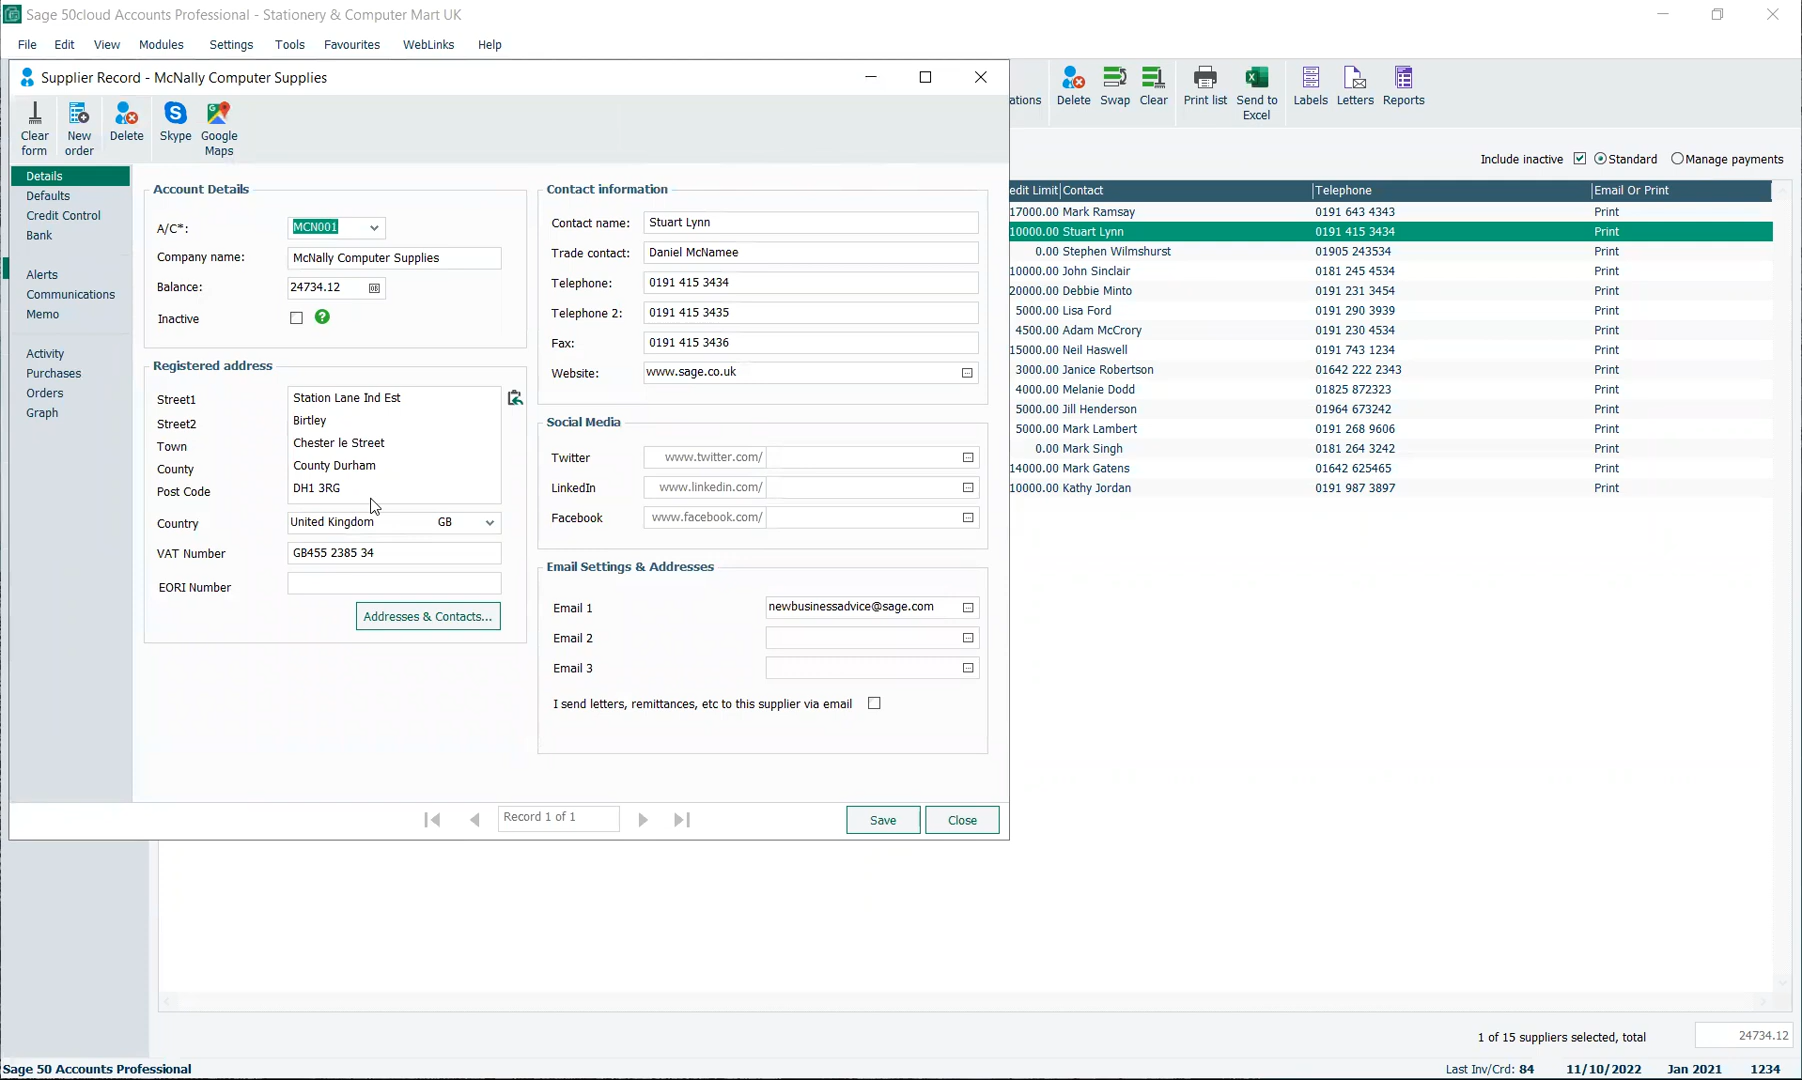 Sage 50cloud Accounts Professional - Stationery & Computer Mart UK
File Edit View Modules Settings Tools Favourites WebLinks Help
Supplier Record - McNally Computer Supplies
Clear form New order Delete Skype Google Maps
ations Delete Swap Clear Print list Send to Excel Labels Letters Reports
Include inactive Standard Manage payments
Details
Defaults
Credit Control
Bank
Alerts
Communications
Memo
Activity
Purchases
Orders
Graph
Account Details
A/C*: MCN001
Company name: McNally Computer Supplies
Balance: 24734.12
Inactive
Registered address
Street1 Station Lane Ind Est
Street2 Birtley
Town Chester le Street
County County Durham
Post Code DH1 3RG
Country United Kingdom GB
VAT Number GB455 2385 34
EORI Number
Addresses & Contacts...
Contact information
Contact name: Stuart Lynn
Trade contact: Daniel McNamee
Telephone: 0191 415 3434
Telephone 2: 0191 415 3435
Fax: 0191 415 3436
Website: www.sage.co.uk
Social Media
Twitter www.twitter.com/
LinkedIn www.linkedin.com/
Facebook www.facebook.com/
Email Settings & Addresses
Email 1 newbusinessadvice@sage.com
Email 2
Email 3
I send letters, remittances, etc to this supplier via email
Record 1 of 1
Save Close
edit Limit Contact Telephone Email Or Print
17000.00 Mark Ramsay 0191 643 4343 Print
10000.00 Stuart Lynn 0191 415 3434 Print
0.00 Stephen Wilmshurst 01905 243534 Print
10000.00 John Sinclair 0181 245 4534 Print
20000.00 Debbie Minto 0191 231 3454 Print
5000.00 Lisa Ford 0191 290 3939 Print
4500.00 Adam McCrory 0191 230 4534 Print
15000.00 Neil Haswell 0191 743 1234 Print
3000.00 Janice Robertson 01642 222 2343 Print
4000.00 Melanie Dodd 01825 872323 Print
5000.00 Jill Henderson 01964 673242 Print
5000.00 Mark Lambert 0191 268 9606 Print
0.00 Mark Singh 0181 264 3242 Print
14000.00 Mark Gatens 01642 625465 Print
10000.00 Kathy Jordan 0191 987 3897 Print
1 of 15 suppliers selected, total 24734.12
Sage 50 Accounts Professional Last Inv/Crd: 84 11/10/2022 Jan 2021 1234